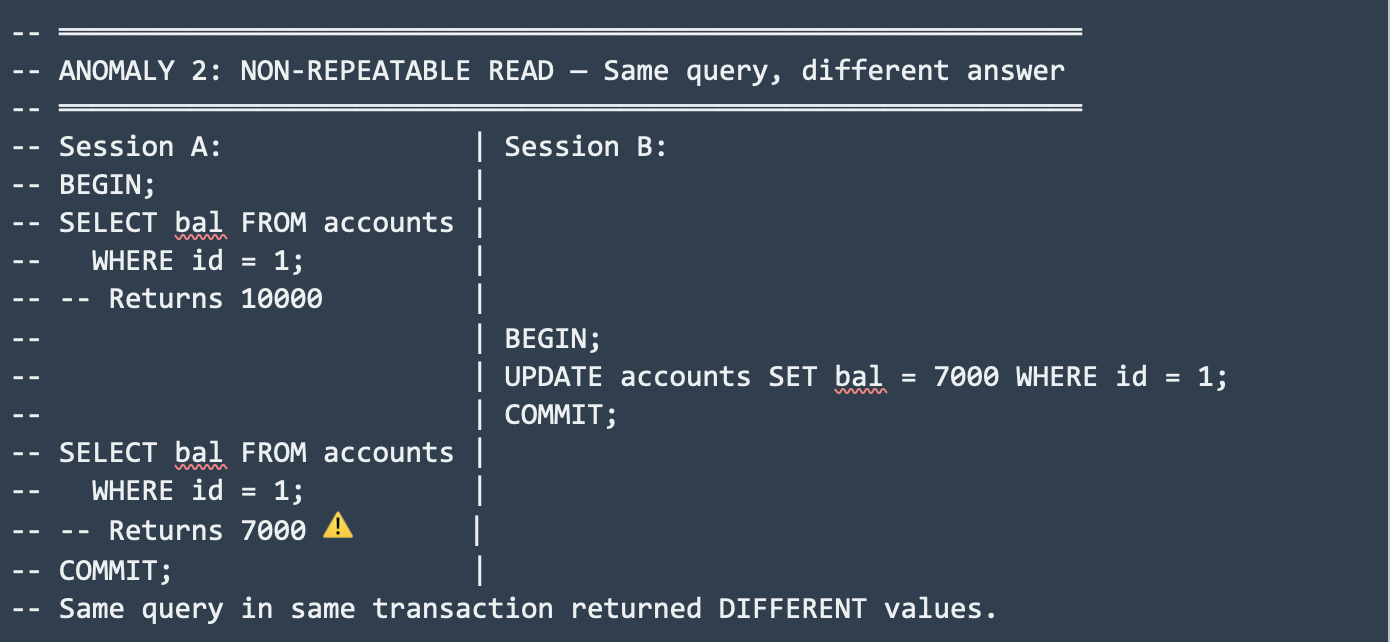 -- ══════════════════════════════════════════════════════════════
-- ANOMALY 2: NON-REPEATABLE READ — Same query, different answer
-- ══════════════════════════════════════════════════════════════
-- Session A:                | Session B:
-- BEGIN;                    |
-- SELECT bal FROM accounts  |
--   WHERE id = 1;           |
-- -- Returns 10000          |
--                           | BEGIN;
--                           | UPDATE accounts SET bal = 7000 WHERE id = 1;
--                           | COMMIT;
-- SELECT bal FROM accounts  |
--   WHERE id = 1;           |
-- -- Returns 7000 ⚠️        |
-- COMMIT;                   |
-- Same query in same transaction returned DIFFERENT values.